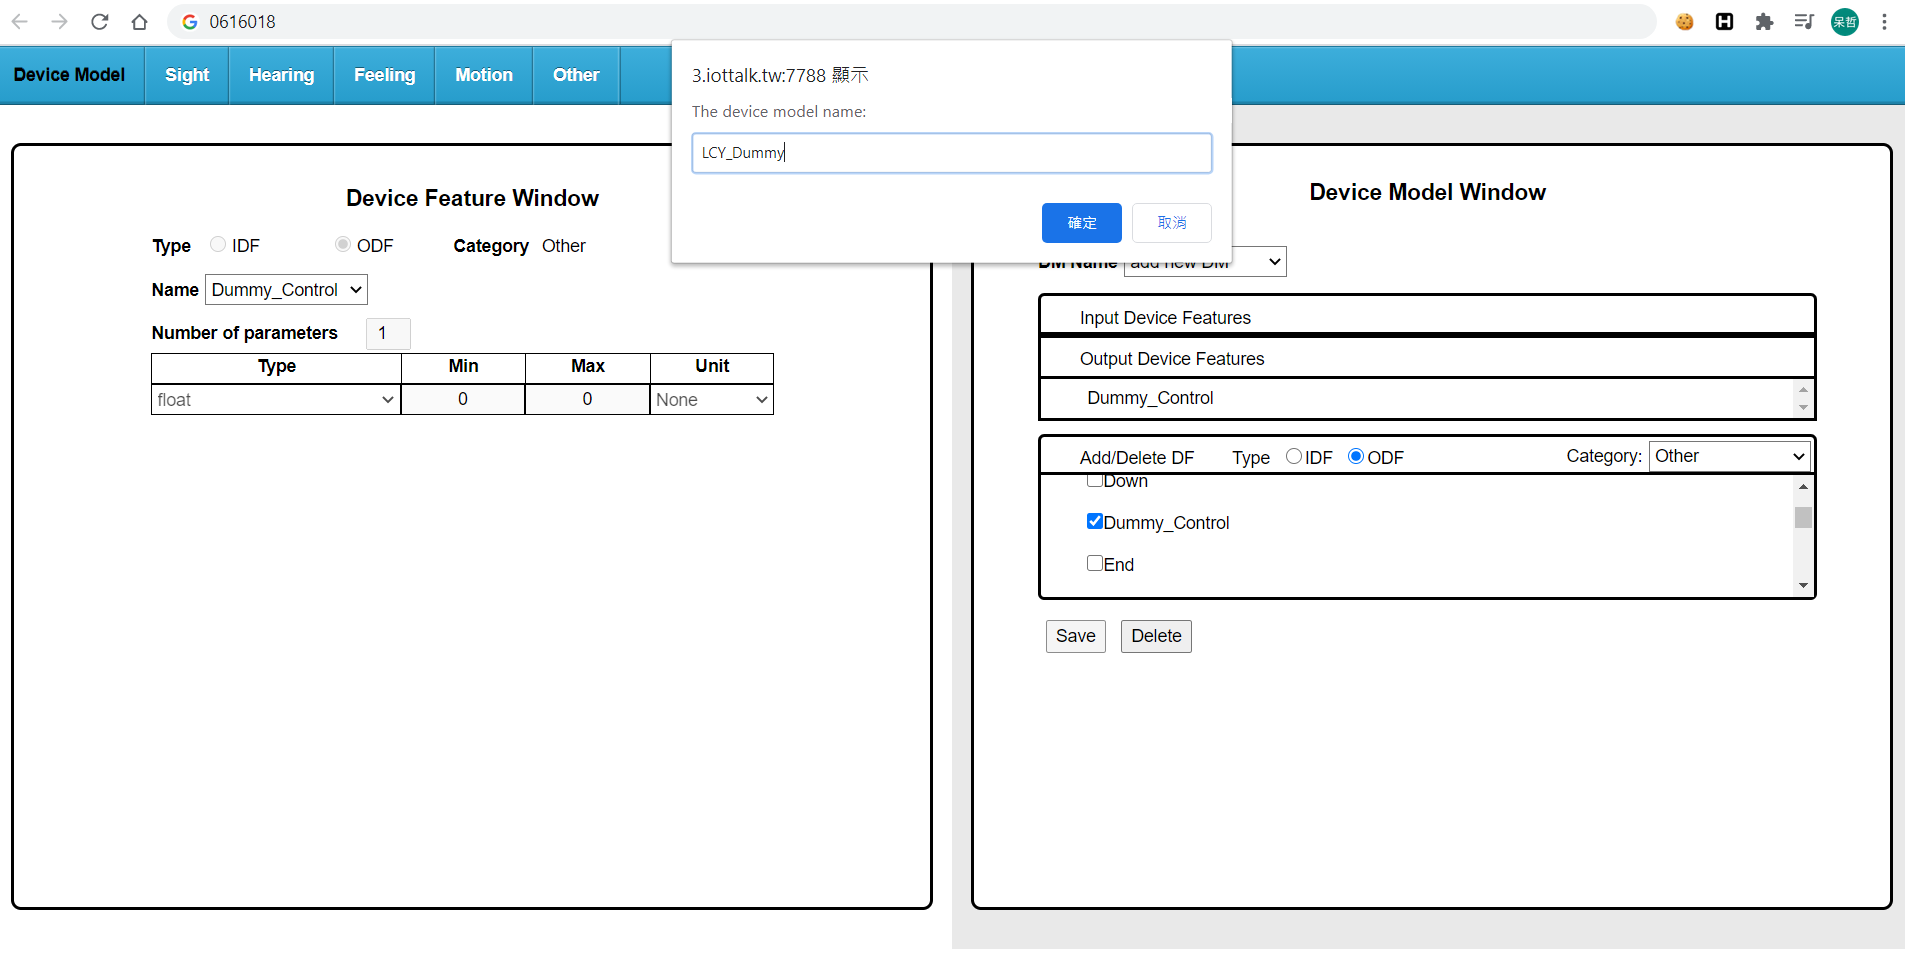 0616018
呆哲
Device Model
Sight
Hearing
Feeling
Motion
Other
3.iottalk.tw:7788 顯示
The device model name:
LCY_Dummy
確定
取消
Device Feature Window
Type IDF ODF Category Other
Name Dummy_Control
Number of parameters 1
Type Min Max Unit
float 0 0 None
Device Model Window
DM Name add new DM
Input Device Features
Output Device Features
Dummy_Control
Add/Delete DF Type IDF ODF Category: Other
Down
Dummy_Control
End
Save Delete